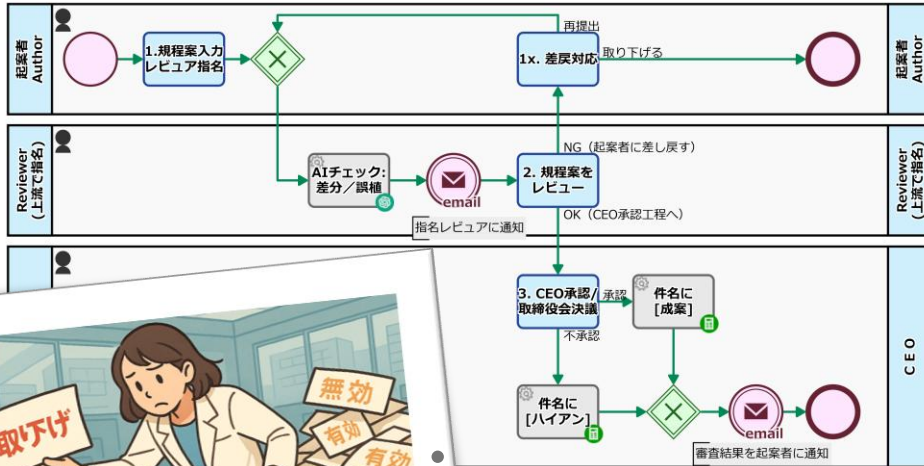 起案者
Author
1.規程案入力
レビュア指名
再提出
1x. 差戻対応
取り下げる
起案者
Author
Reviewer
(上流で指名)
AIチェック:
差分／誤植
email
指名レビュアに通知
NG（起案者に差し戻す）
2. 規程案を
レビュー
OK（CEO承認工程へ）
Reviewer
(上流で指名)
3. CEO承認/
取締役会決議
承認
不承認
件名に
[成案]
件名に
[ハイアン]
email
審査結果を起案者に通知
CEO
取下げ
無効
有効
有効